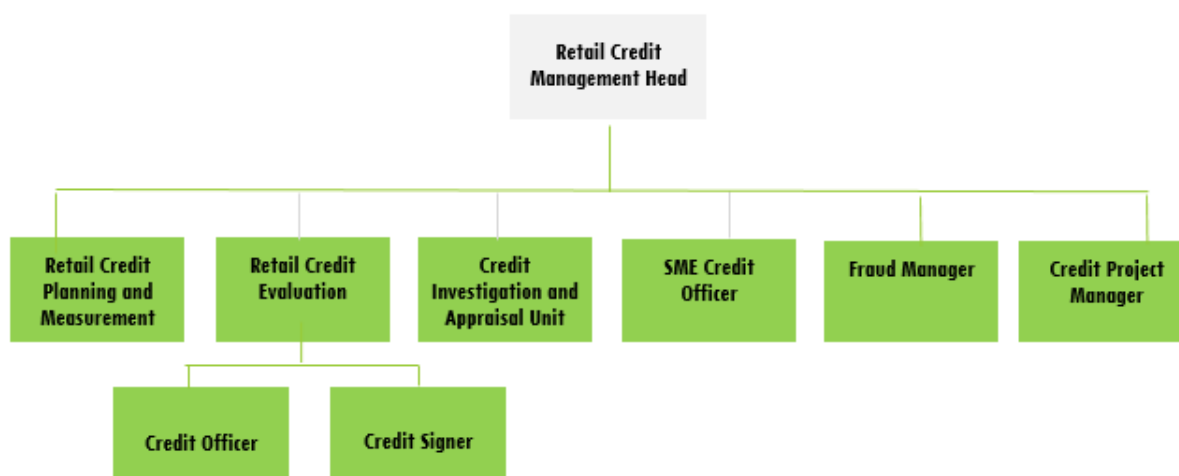 Retail Credit
Management Head
Retail Credit
Planning and
Measurement
Retail Credit
Evaluation
Credit
Investigation and
Appraisal Unit
SME Credit
Officer
Fraud Manager
Credit Project
Manager
Credit Officer
Credit Signer